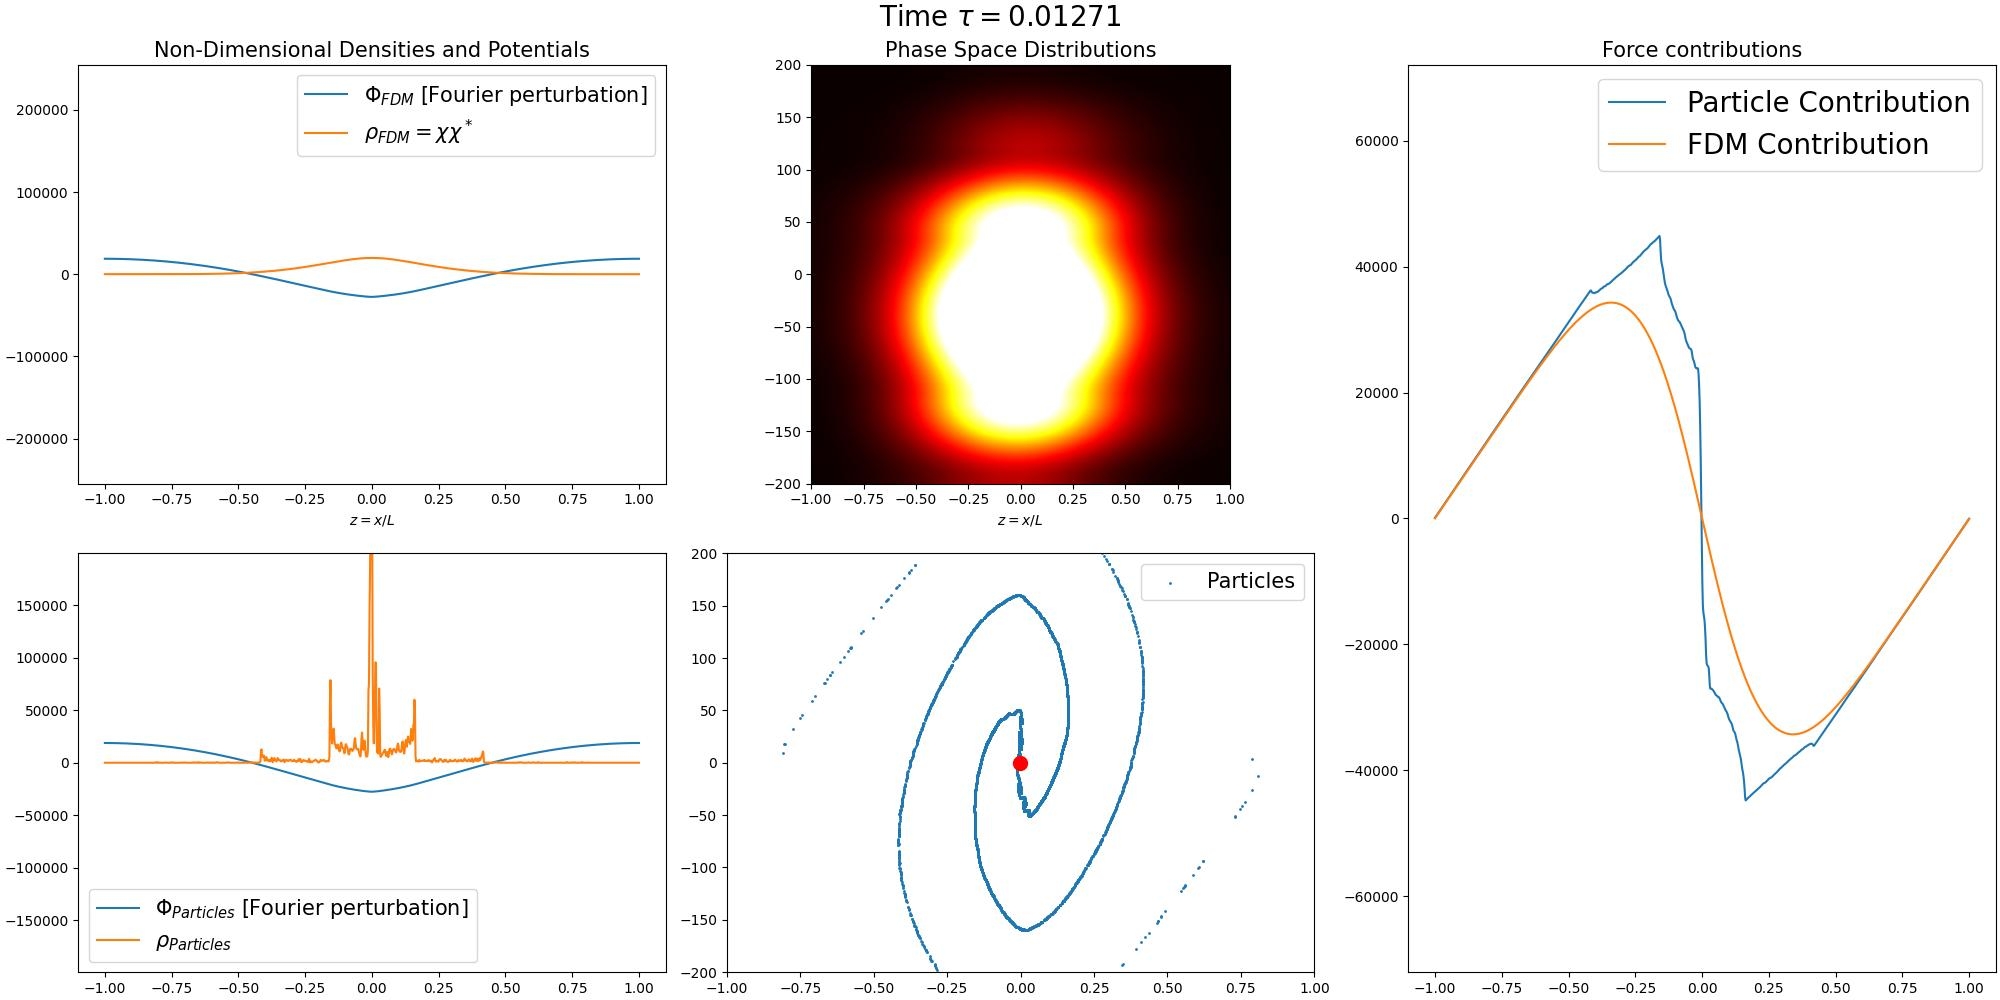 Time τ = 0.01271
Non-Dimensional Densities and Potentials
Φ_FDM [Fourier perturbation]
ρ_FDM = χχ*
200000
100000
0
−100000
−200000
−1.00 −0.75 −0.50 −0.25 0.00 0.25 0.50 0.75 1.00
z = x/L
Phase Space Distributions
200
150
100
50
0
−50
−100
−150
−200
−1.00 −0.75 −0.50 −0.25 0.00 0.25 0.50 0.75 1.00
z = x/L
Force contributions
Particle Contribution
FDM Contribution
60000
40000
20000
0
−20000
−40000
−60000
−1.00 −0.75 −0.50 −0.25 0.00 0.25 0.50 0.75 1.00
150000
100000
50000
0
−50000
−100000
−150000
Φ_Particles [Fourier perturbation]
ρ_Particles
−1.00 −0.75 −0.50 −0.25 0.00 0.25 0.50 0.75 1.00
Particles
200
150
100
50
0
−50
−100
−150
−200
−1.00 −0.75 −0.50 −0.25 0.00 0.25 0.50 0.75 1.00